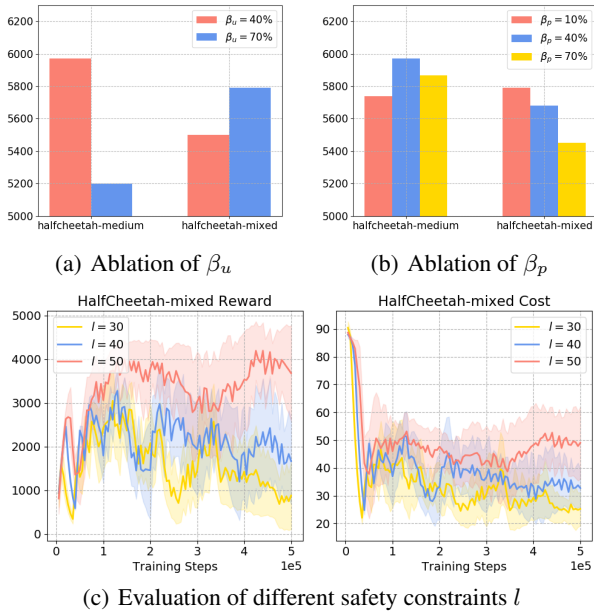 6200
6000
5800
5600
5400
5200
5000
β_u = 40%
β_u = 70%
halfcheetah-medium halfcheetah-mixed
(a) Ablation of β_u
6200
6000
5800
5600
5400
5200
5000
β_p = 10%
β_p = 40%
β_p = 70%
halfcheetah-medium halfcheetah-mixed
(b) Ablation of β_p
HalfCheetah-mixed Reward
5000
4000
3000
2000
1000
0
l = 30
l = 40
l = 50
0 1 2 3 4 5
Training Steps 1e5
HalfCheetah-mixed Cost
90
80
70
60
50
40
30
20
l = 30
l = 40
l = 50
0 1 2 3 4 5
Training Steps 1e5
(c) Evaluation of different safety constraints l